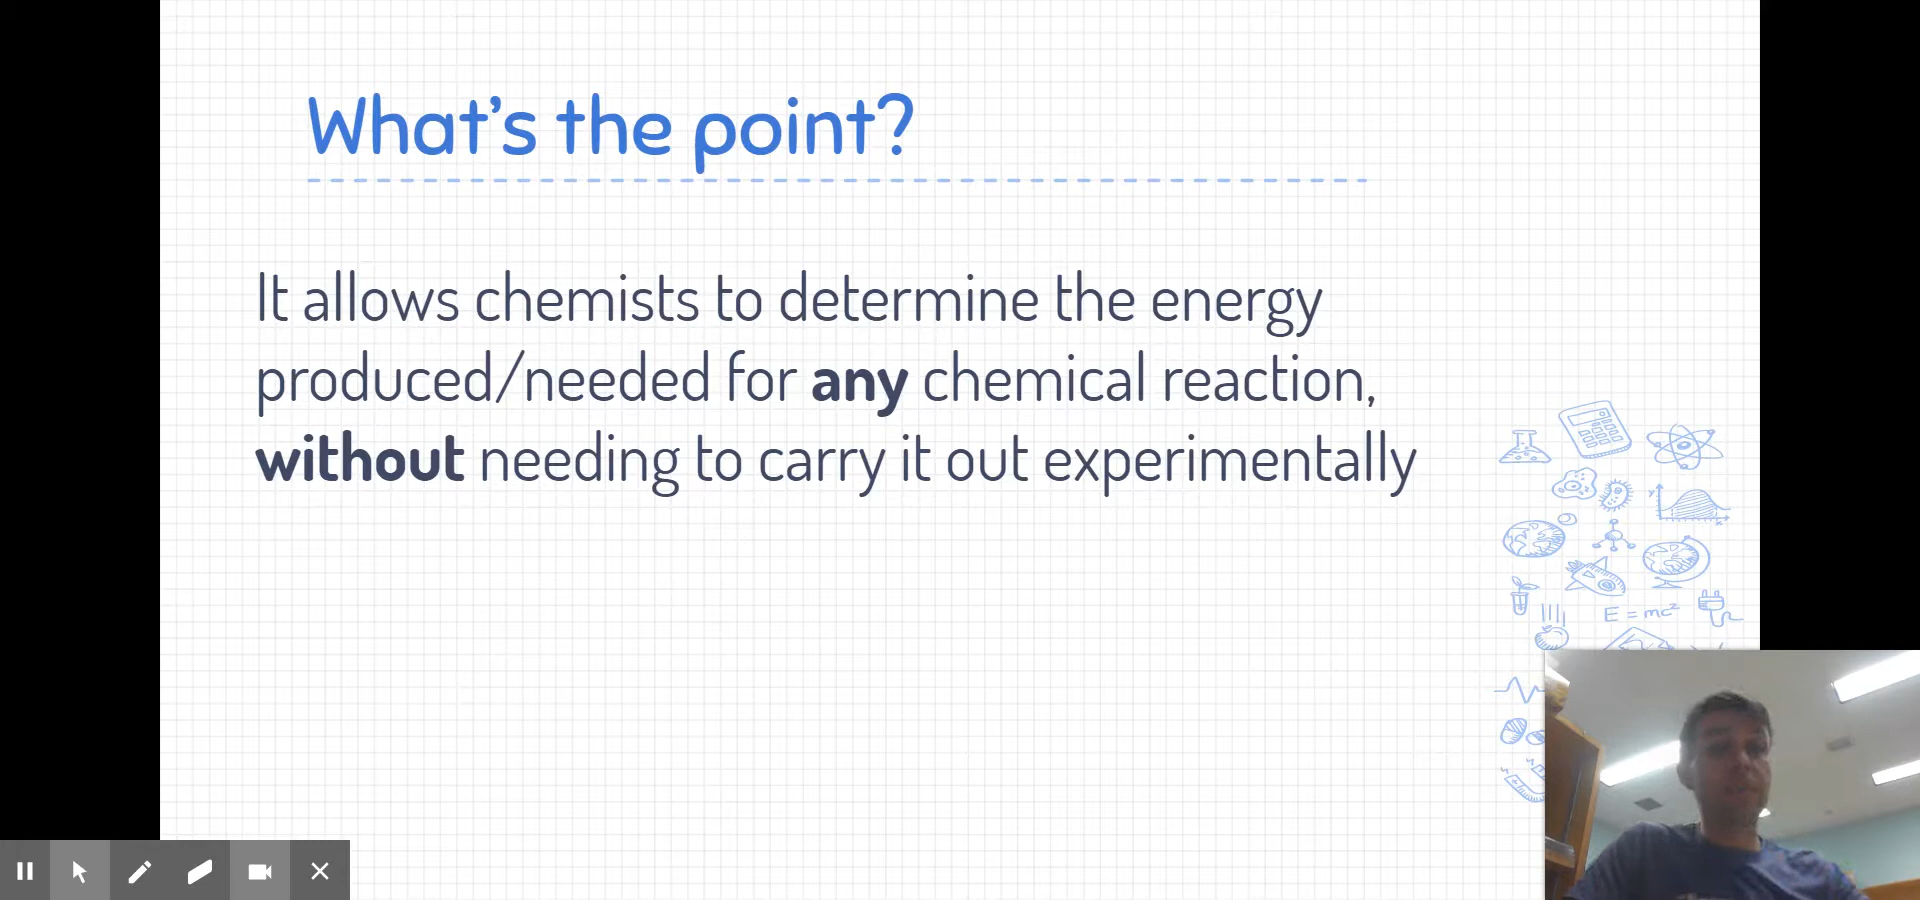 What's the point?
It allows chemists to determine the energy
produced/needed for any chemical reaction,
without needing to carry it out experimentally
E = mc²